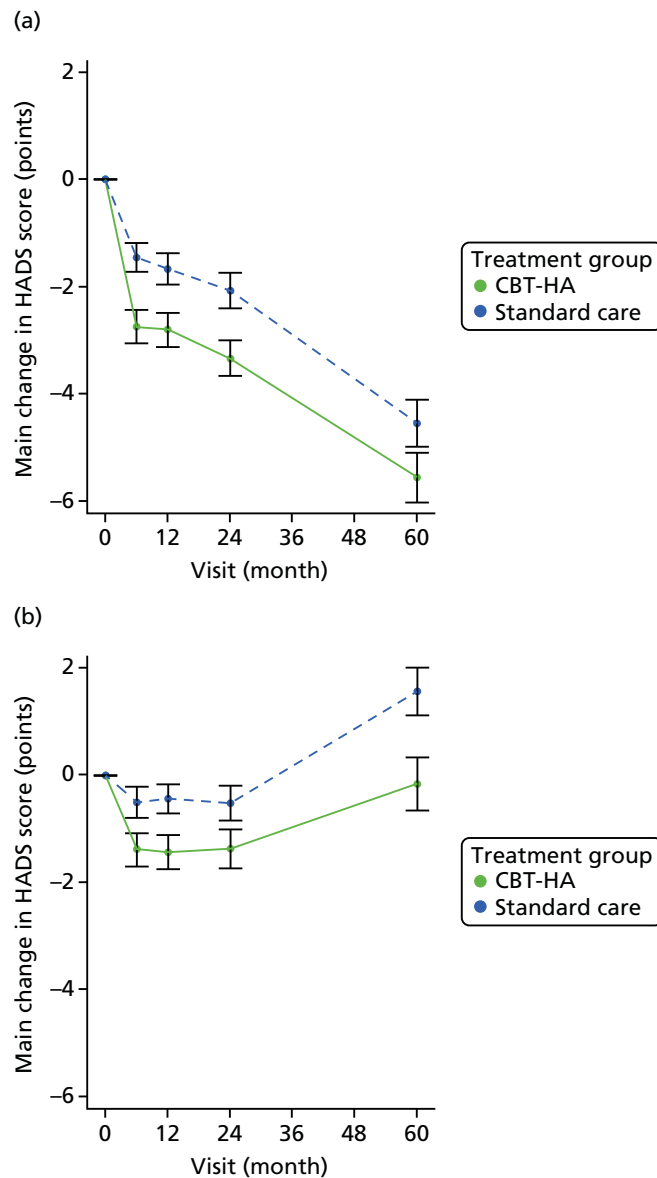 (a)
Main change in HADS score (points)
2
0
−2
−4
−6
0 12 24 36 48 60
Visit (month)
Treatment group
CBT-HA
Standard care
(b)
Main change in HADS score (points)
2
0
−2
−4
−6
0 12 24 36 48 60
Visit (month)
Treatment group
CBT-HA
Standard care